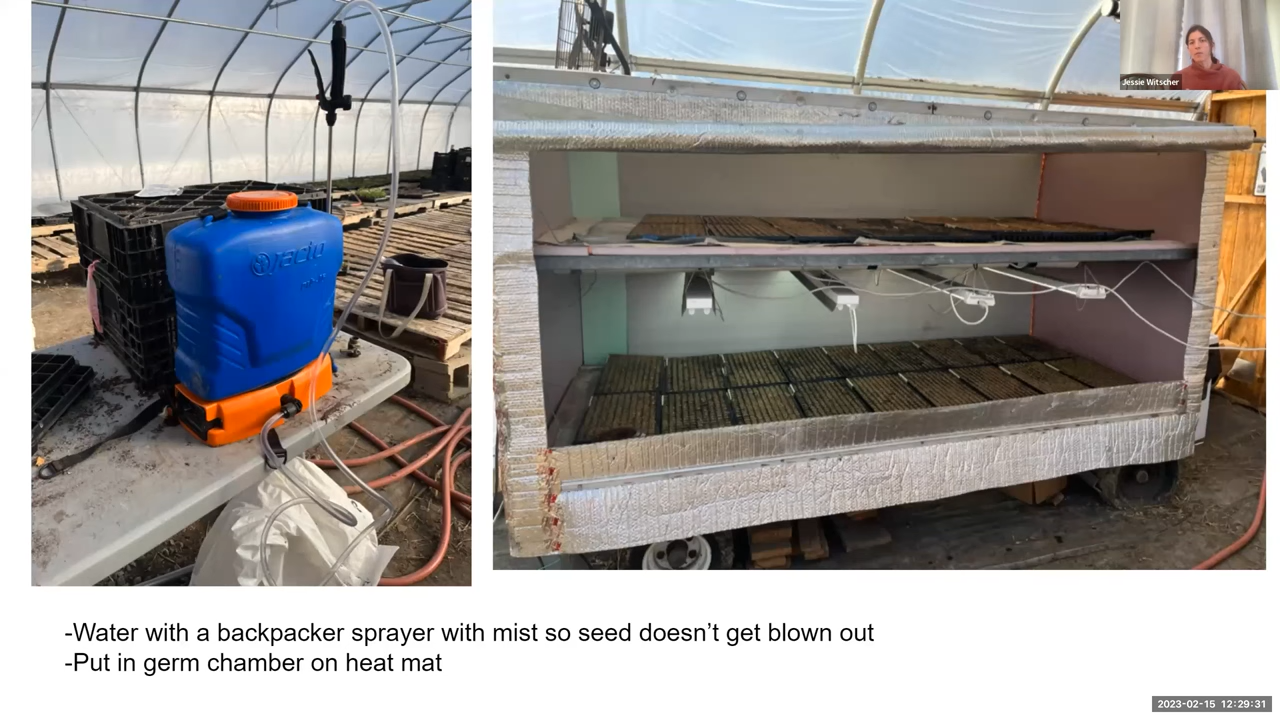 Jessie Witscher
Jacto
-Water with a backpacker sprayer with mist so seed doesn’t get blown out
-Put in germ chamber on heat mat
2023-02-15 12:29:31